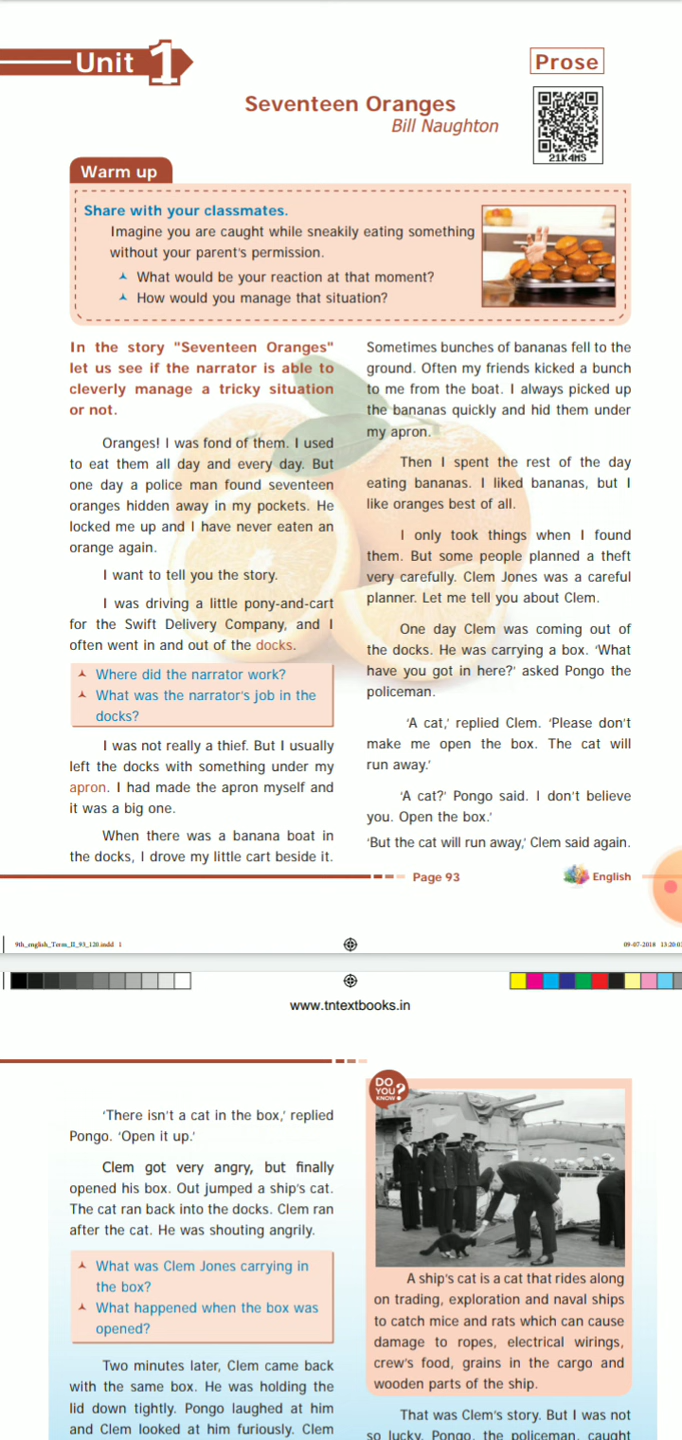 Unit 1
Prose
Seventeen Oranges
Bill Naughton
21K4MS
Warm up
Share with your classmates.
Imagine you are caught while sneakily eating something
without your parent's permission.
What would be your reaction at that moment?
How would you manage that situation?
In the story "Seventeen Oranges"
let us see if the narrator is able to
cleverly manage a tricky situation
or not.
Oranges! I was fond of them. I used
to eat them all day and every day. But
one day a police man found seventeen
oranges hidden away in my pockets. He
locked me up and I have never eaten an
orange again.
I want to tell you the story.
I was driving a little pony-and-cart
for the Swift Delivery Company, and I
often went in and out of the docks.
Where did the narrator work?
What was the narrator's job in the
docks?
I was not really a thief. But I usually
left the docks with something under my
apron. I had made the apron myself and
it was a big one.
When there was a banana boat in
the docks, I drove my little cart beside it.
Sometimes bunches of bananas fell to the
ground. Often my friends kicked a bunch
to me from the boat. I always picked up
the bananas quickly and hid them under
my apron.
Then I spent the rest of the day
eating bananas. I liked bananas, but I
like oranges best of all.
I only took things when I found
them. But some people planned a theft
very carefully. Clem Jones was a careful
planner. Let me tell you about Clem.
One day Clem was coming out of
the docks. He was carrying a box. 'What
have you got in here?' asked Pongo the
policeman.
'A cat,' replied Clem. 'Please don't
make me open the box. The cat will
run away.'
'A cat?' Pongo said. I don't believe
you. Open the box.'
'But the cat will run away,' Clem said again.
Page 93
English
9th_english_Term_II_93_120.indd 1
09-07-2018 13:20:0
www.tntextbooks.in
'There isn't a cat in the box,' replied
Pongo. 'Open it up.'
Clem got very angry, but finally
opened his box. Out jumped a ship's cat.
The cat ran back into the docks. Clem ran
after the cat. He was shouting angrily.
What was Clem Jones carrying in
the box?
What happened when the box was
opened?
Two minutes later, Clem came back
with the same box. He was holding the
lid down tightly. Pongo laughed at him
and Clem looked at him furiously. Clem
DO
YOU?
KNOW!
A ship's cat is a cat that rides along
on trading, exploration and naval ships
to catch mice and rats which can cause
damage to ropes, electrical wirings,
crew's food, grains in the cargo and
wooden parts of the ship.
That was Clem's story. But I was not
so lucky. Pongo, the policeman, caught